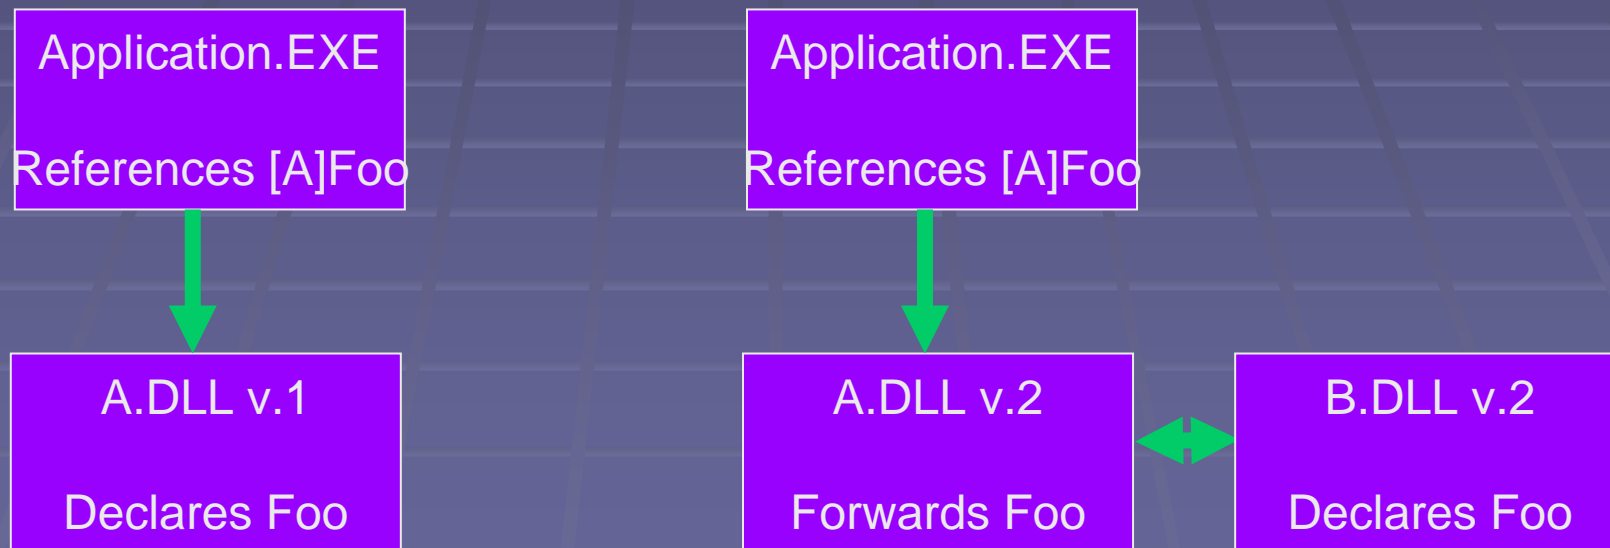 Application.EXE
References [A]Foo
Application.EXE
References [A]Foo
A.DLL v.1
Declares Foo
A.DLL v.2
Forwards Foo
B.DLL v.2
Declares Foo